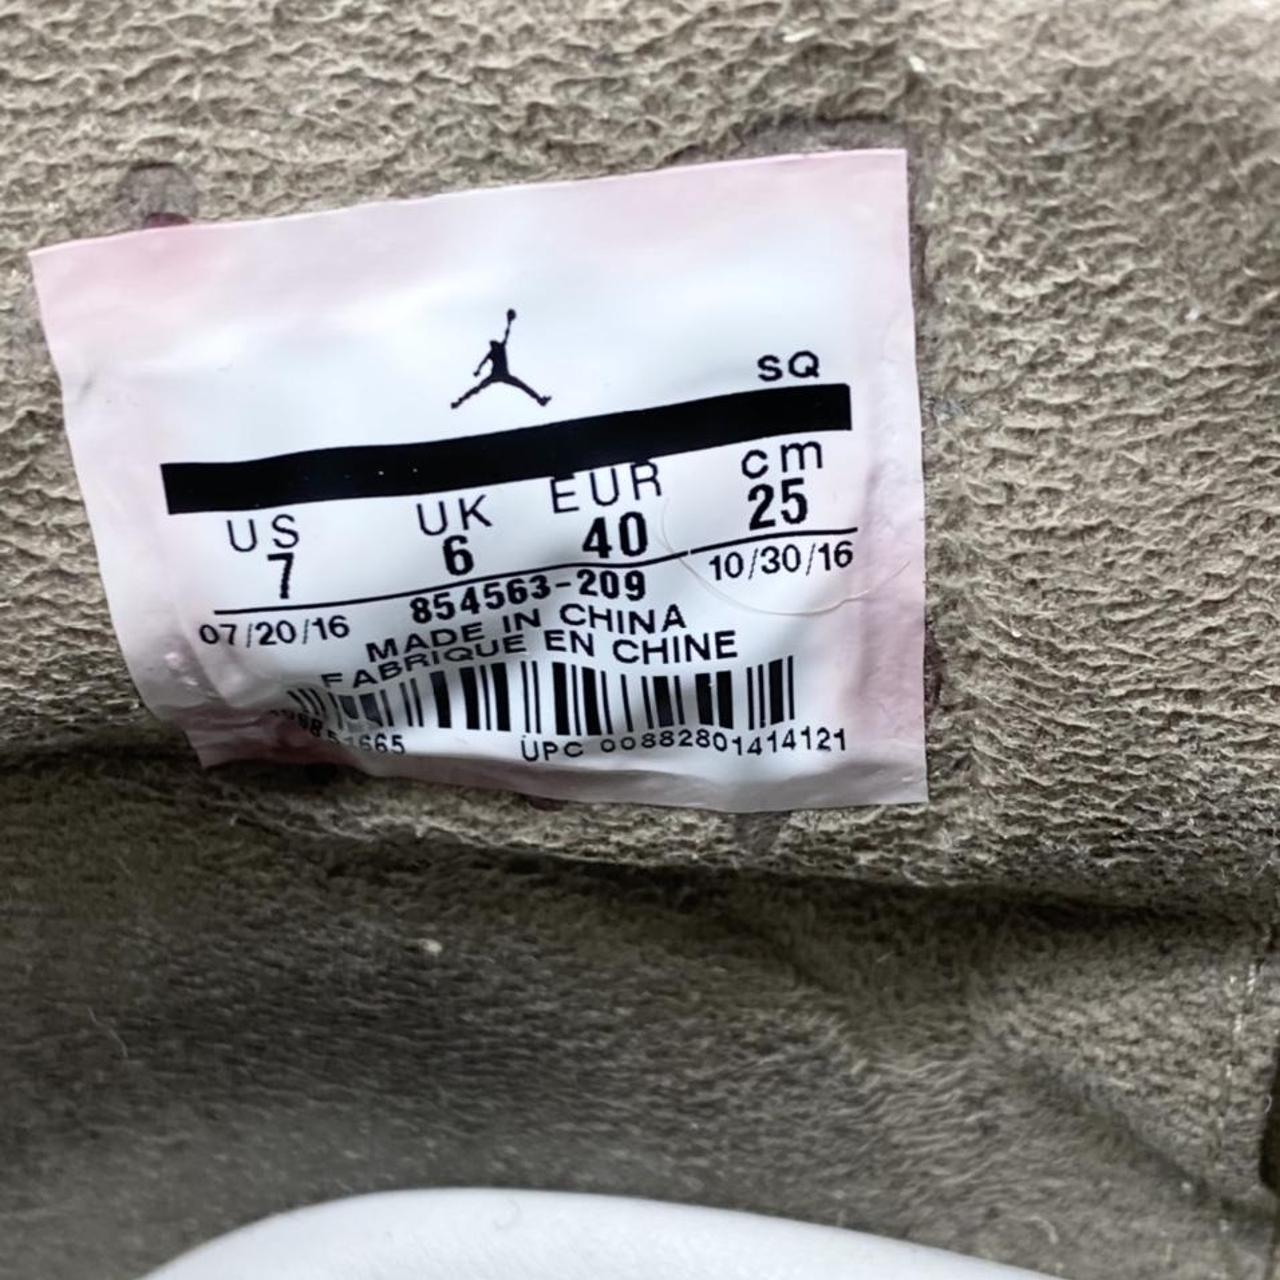 SQ
US UK EUR cm
7 6 40 25
07/20/16 854563-209 10/30/16
MADE IN CHINA
FABRIQUE EN CHINE
UPC 00882801414121